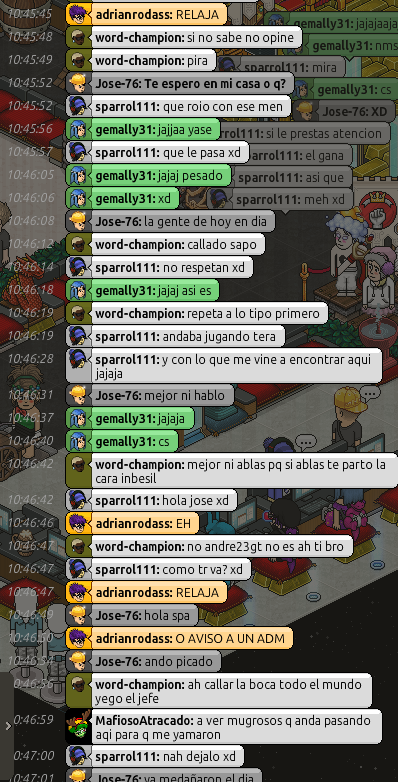 10:45:45 adrianrodass: RELAJA
gemally31: jajajaaja
10:45:48 word-champion: si no sabe no opine
gemally31: nms
10:45:49 word-champion: pira
sparrol111: mira
10:45:52 Jose-76: Te espero en mi casa o q?
gemally31: cs
10:45:52 sparrol111: que roio con ese men
Jose-76: XD
10:45:56 gemally31: jajjaa yase
rrol111: si le prestas atencion
10:45:57 sparrol111: que le pasa xd
arrol111: el gana
10:46:05 gemally31: jajaj pesado
sparrol111: asi que
10:46:06 gemally31: xd
sparrol111: meh xd
10:46:08 Jose-76: la gente de hoy en dia
10:46:12 word-champion: callado sapo
10:46:14 sparrol111: no respetan xd
10:46:18 gemally31: jajaj asi es
10:46:19 word-champion: repeta a lo tipo primero
10:46:19 sparrol111: andaba jugando tera
10:46:28 sparrol111: y con lo que me vine a encontrar aqui
jajaja
10:46:31 Jose-76: mejor ni hablo
10:46:37 gemally31: jajaja
10:46:40 gemally31: cs
10:46:42 word-champion: mejor ni ablas pq si ablas te parto la
cara inbesil
10:46:42 sparrol111: hola jose xd
10:46:46 adrianrodass: EH
10:46:47 word-champion: no andre23gt no es ah ti bro
10:46:47 sparrol111: como tr va? xd
10:46:47 adrianrodass: RELAJA
10:46:49 Jose-76: hola spa
10:46:50 adrianrodass: O AVISO A UN ADM
Jose-76: ando picado
word-champion: ah callar la boca todo el mundo
yego el jefe
10:46:59 MafiosoAtracado: a ver mugrosos q anda pasando
aqi para q me yamaron
10:47:00 sparrol111: nah dejalo xd
10:47:01 Jose-76: ya medañaron el dia